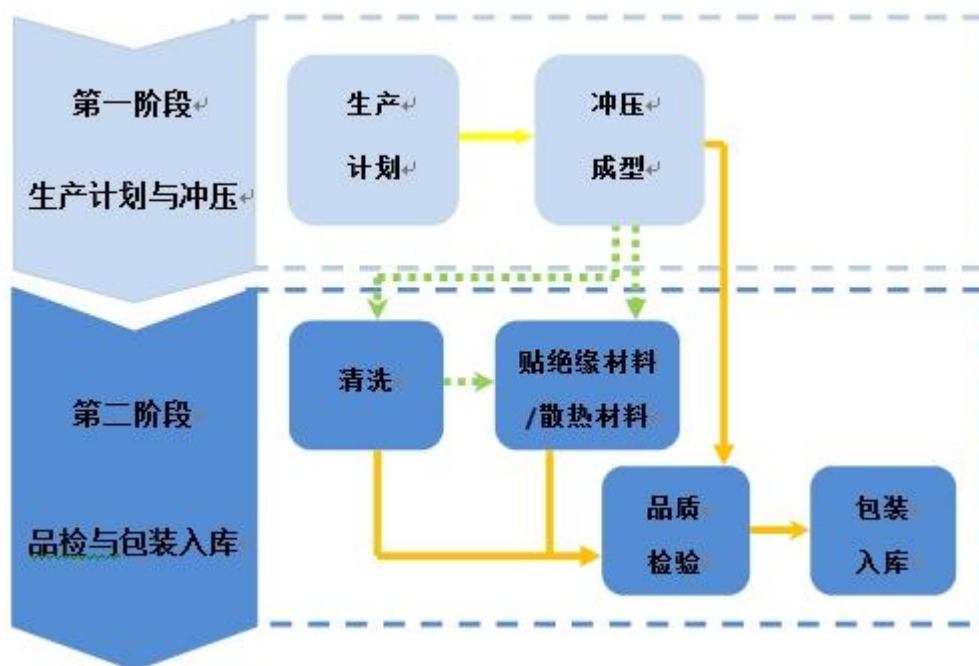 第一阶段
生产计划与冲压
生产
计划
冲压
成型
第二阶段
品检与包装入库
清洗
贴绝缘材料
/散热材料
品质
检验
包装
入库